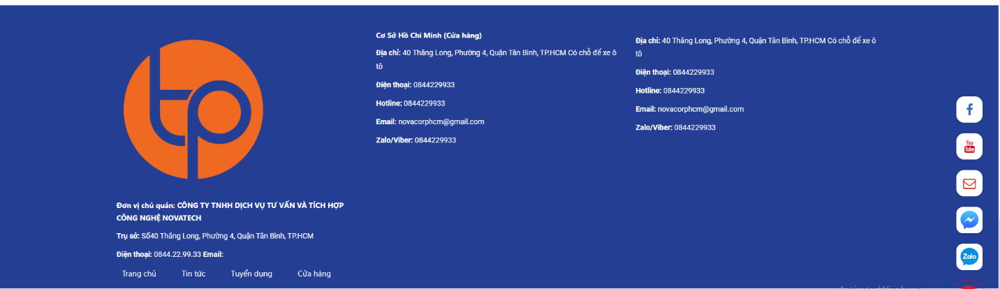 tp
Đơn vị chủ quản: CÔNG TY TNHH DỊCH VỤ TƯ VẤN VÀ TÍCH HỢP
CÔNG NGHỆ NOVATECH
Trụ sở: Số40 Thăng Long, Phường 4, Quận Tân Bình, TP.HCM
Điện thoại: 0844.22.99.33 Email:
Trang chủ Tin tức Tuyển dụng Cửa hàng
Cơ Sở Hồ Chí Minh (Cửa hàng)
Địa chỉ: 40 Thăng Long, Phường 4, Quận Tân Bình, TP.HCM Có chỗ để xe ô
tô
Điện thoại: 0844229933
Hotline: 0844229933
Email: novacorphcm@gmail.com
Zalo/Viber: 0844229933
Địa chỉ: 40 Thăng Long, Phường 4, Quận Tân Bình, TP.HCM Có chỗ để xe ô
tô
Điện thoại: 0844229933
Hotline: 0844229933
Email: novacorphcm@gmail.com
Zalo/Viber: 0844229933
f
You
Tube
Zalo